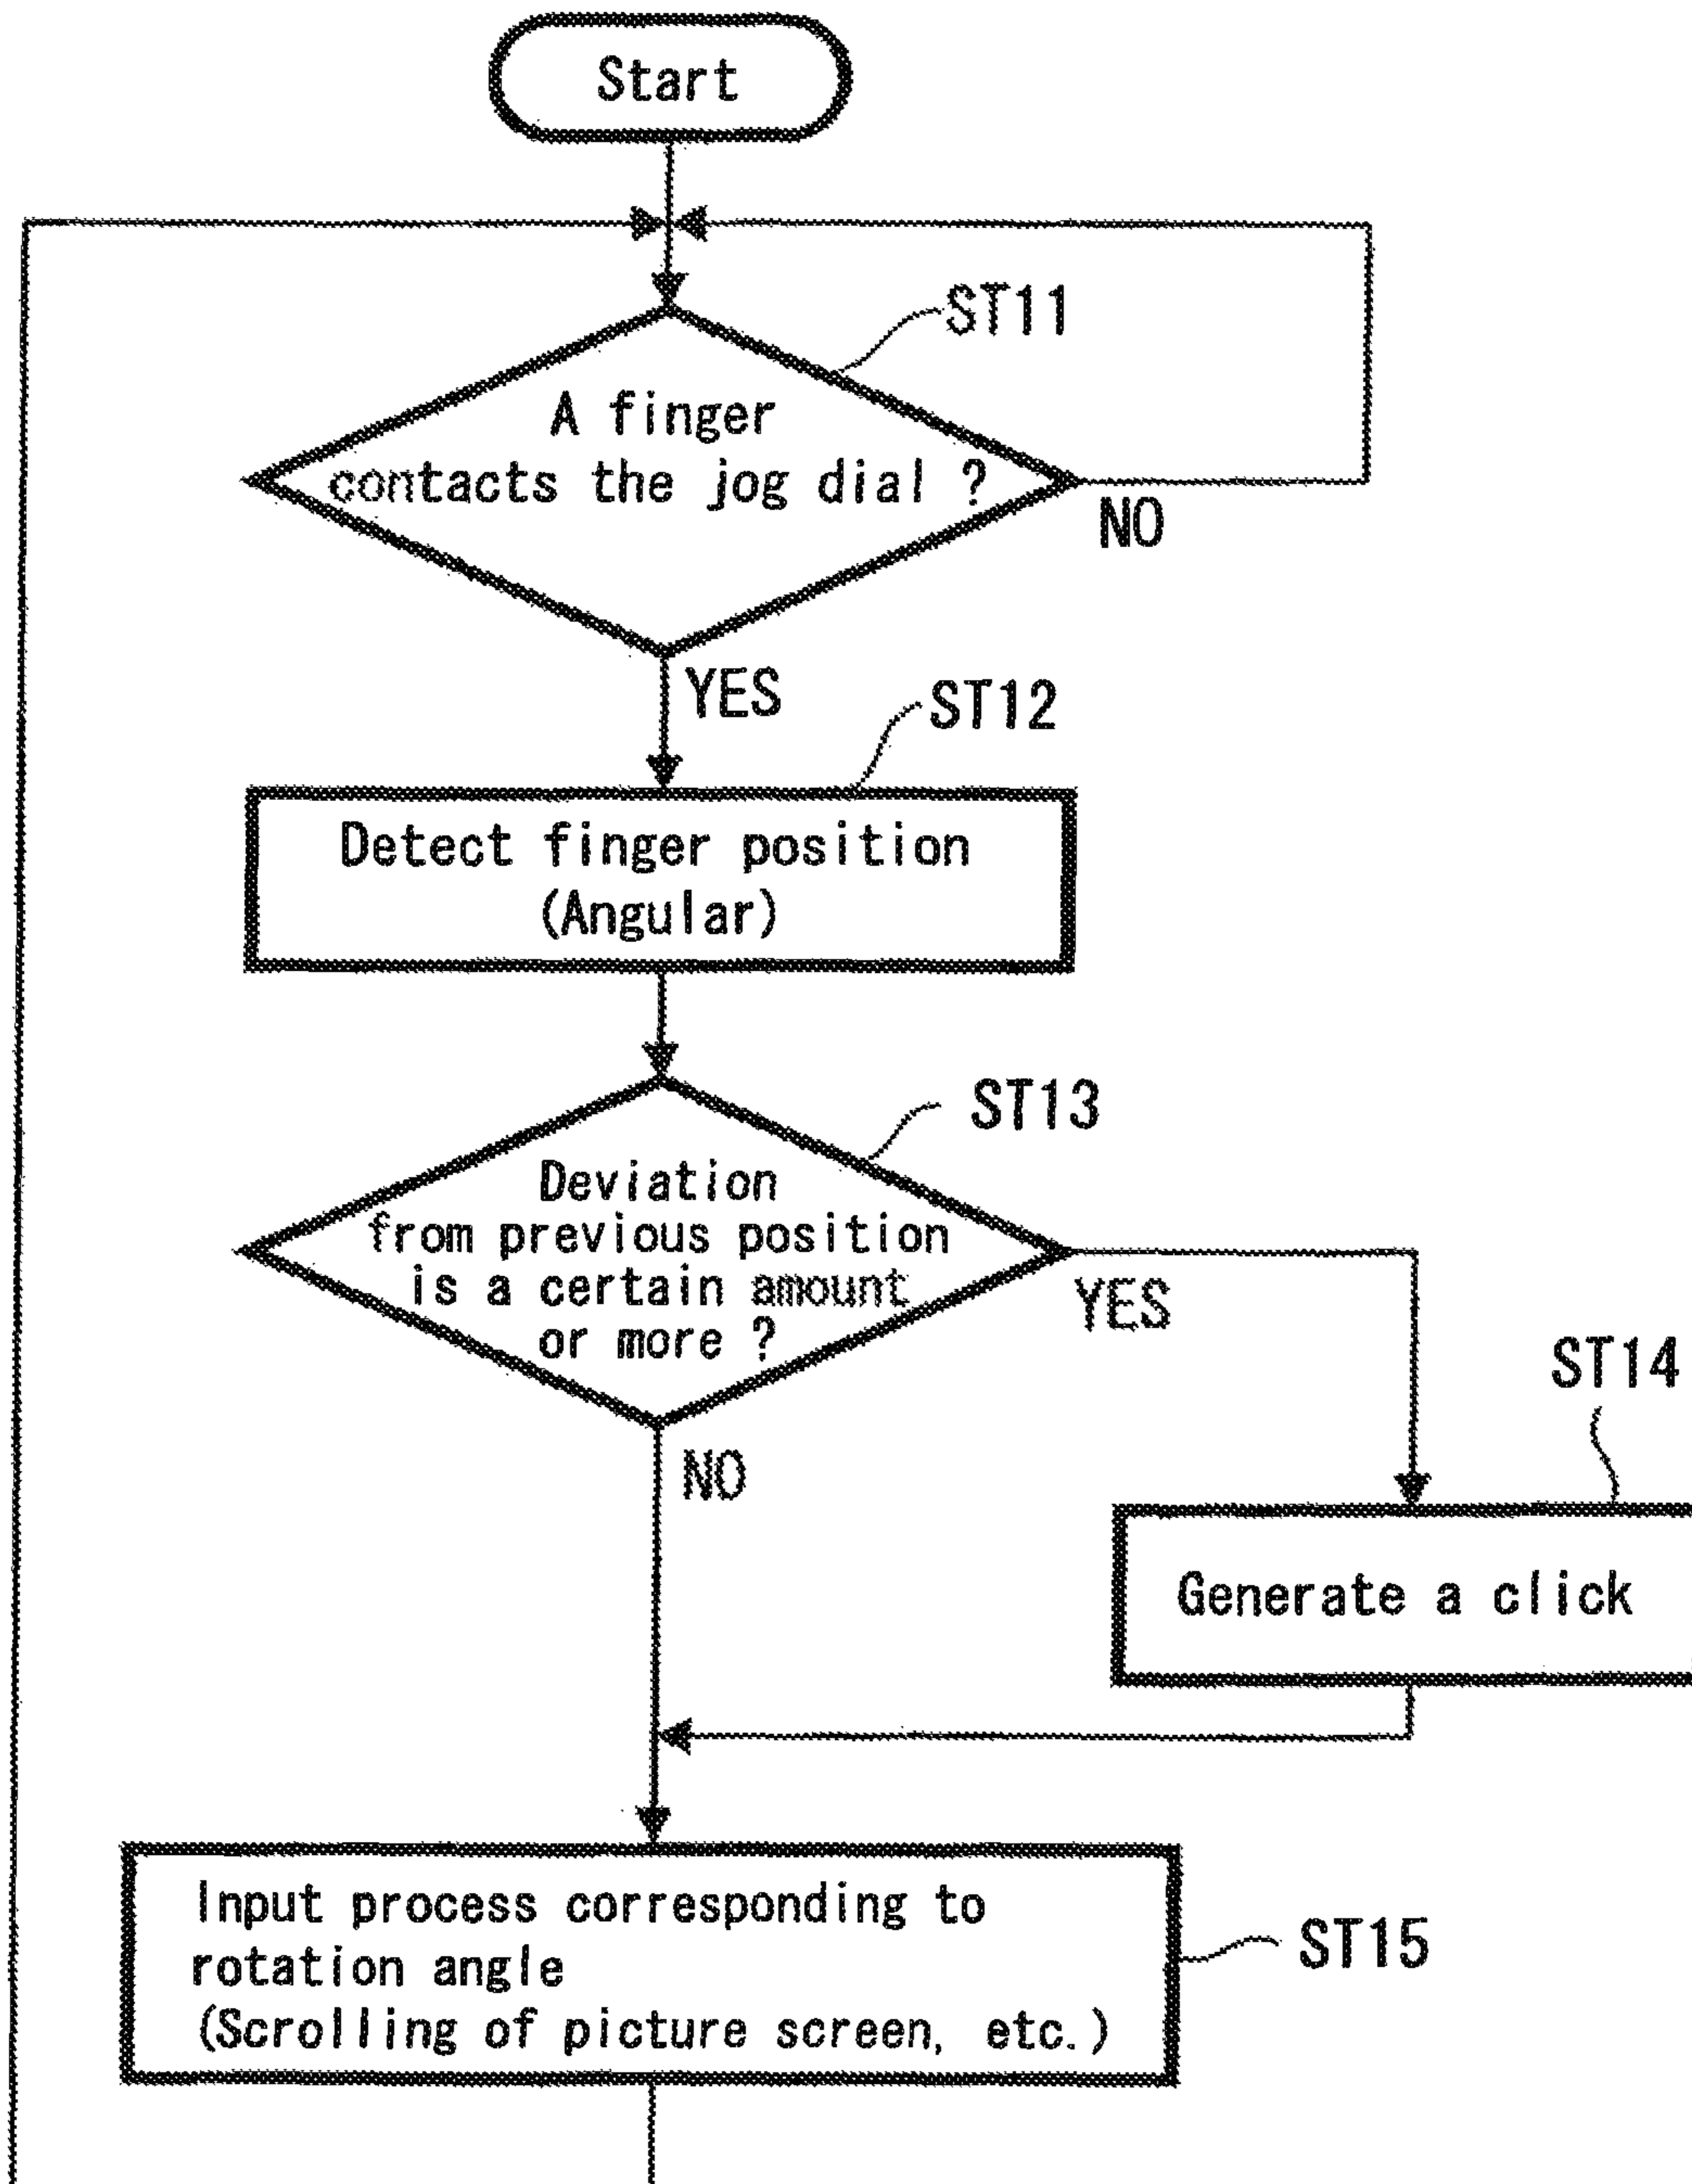 Start
ST11
A finger
contacts the jog dial ?
NO
YES
ST12
Detect finger position
(Angular)
ST13
Deviation
from previous position
is a certain amount
or more ?
YES
ST14
NO
Generate a click
Input process corresponding to
rotation angle
(Scrolling of picture screen, etc.)
ST15